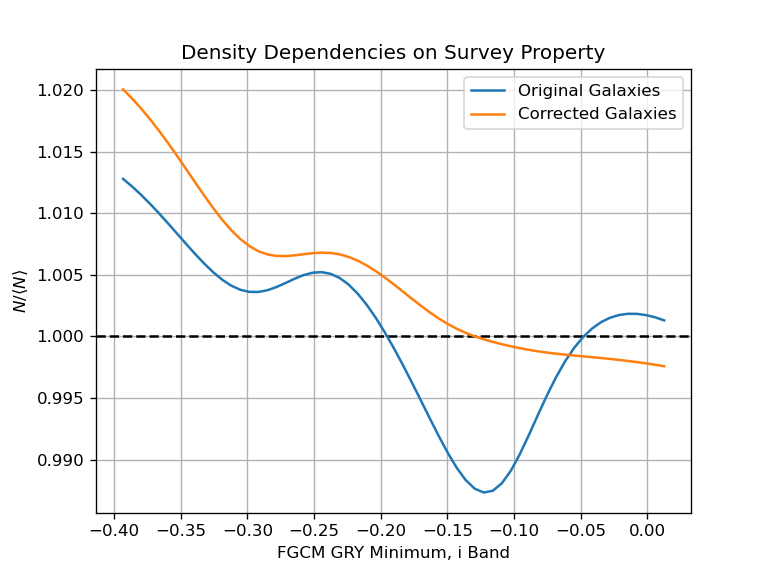 Density Dependencies on Survey Property
Original Galaxies
Corrected Galaxies
1.020
1.015
1.010
1.005
1.000
0.995
0.990
N/⟨N⟩
−0.40 −0.35 −0.30 −0.25 −0.20 −0.15 −0.10 −0.05 0.00
FGCM GRY Minimum, i Band